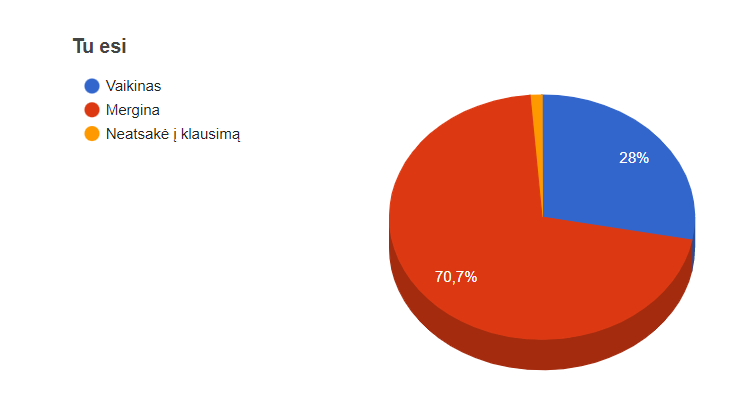 Tu esi
Vaikinas
Mergina
Neatsakė į klausimą
28%
70,7%